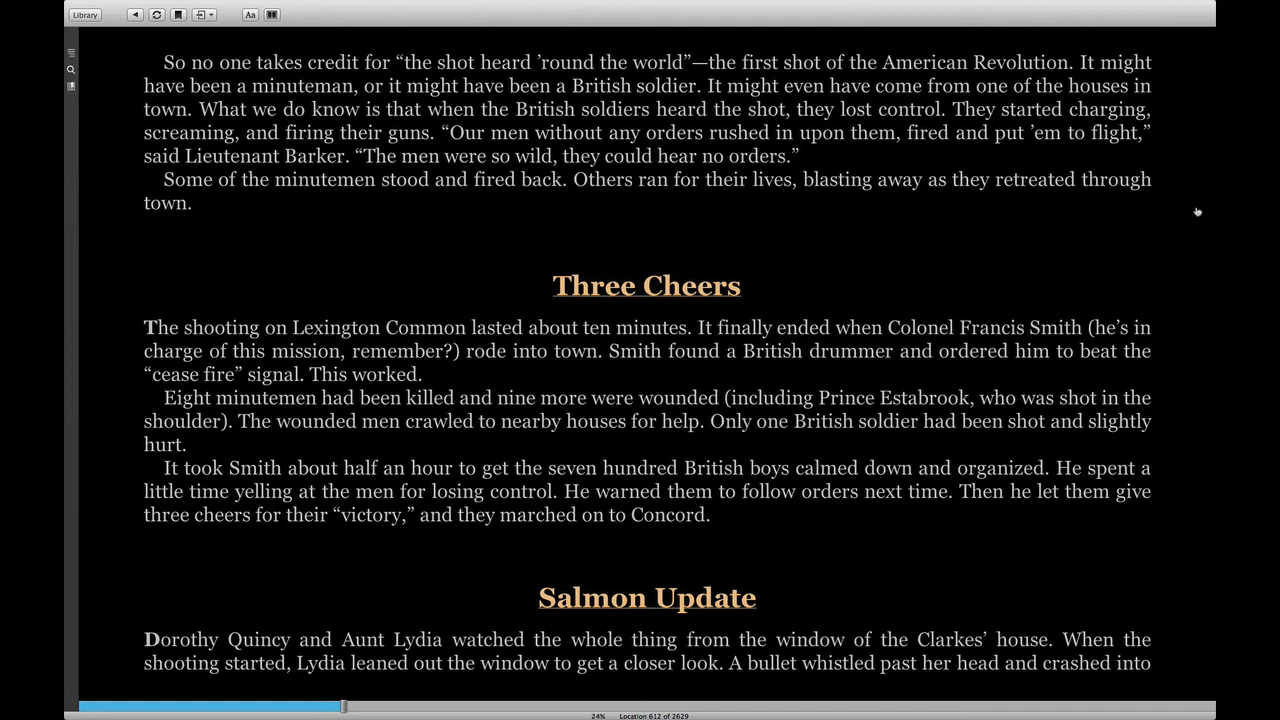 Library
Aa
So no one takes credit for “the shot heard ’round the world”—the first shot of the American Revolution. It might
have been a minuteman, or it might have been a British soldier. It might even have come from one of the houses in
town. What we do know is that when the British soldiers heard the shot, they lost control. They started charging,
screaming, and firing their guns. “Our men without any orders rushed in upon them, fired and put ’em to flight,”
said Lieutenant Barker. “The men were so wild, they could hear no orders.”
Some of the minutemen stood and fired back. Others ran for their lives, blasting away as they retreated through
town.
Three Cheers
The shooting on Lexington Common lasted about ten minutes. It finally ended when Colonel Francis Smith (he’s in
charge of this mission, remember?) rode into town. Smith found a British drummer and ordered him to beat the
“cease fire” signal. This worked.
Eight minutemen had been killed and nine more were wounded (including Prince Estabrook, who was shot in the
shoulder). The wounded men crawled to nearby houses for help. Only one British soldier had been shot and slightly
hurt.
It took Smith about half an hour to get the seven hundred British boys calmed down and organized. He spent a
little time yelling at the men for losing control. He warned them to follow orders next time. Then he let them give
three cheers for their “victory,” and they marched on to Concord.
Salmon Update
Dorothy Quincy and Aunt Lydia watched the whole thing from the window of the Clarkes’ house. When the
shooting started, Lydia leaned out the window to get a closer look. A bullet whistled past her head and crashed into
24% Location 612 of 2629